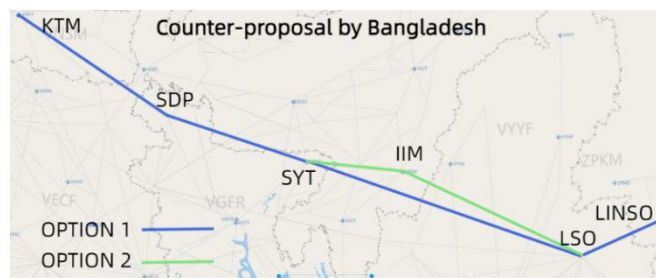 Counter-proposal by Bangladesh
KTM
SDP
IIM
SYT
VYYF
ZPKM
VECF
VGFR
LINSO
LSO
OPTION 1
OPTION 2